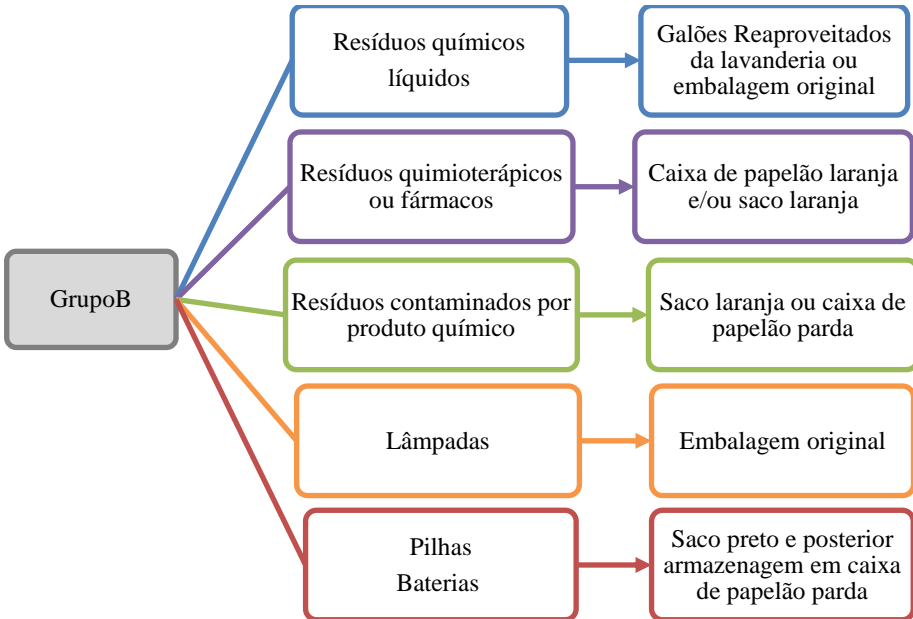 GrupoB
Resíduos químicos
líquidos
Galões Reaproveitados
da lavanderia ou
embalagem original
Resíduos quimioterápicos
ou fármacos
Caixa de papelão laranja
e/ou saco laranja
Resíduos contaminados por
produto químico
Saco laranja ou caixa de
papelão parda
Lâmpadas
Embalagem original
Pilhas
Baterias
Saco preto e posterior
armazenagem em caixa
de papelão parda